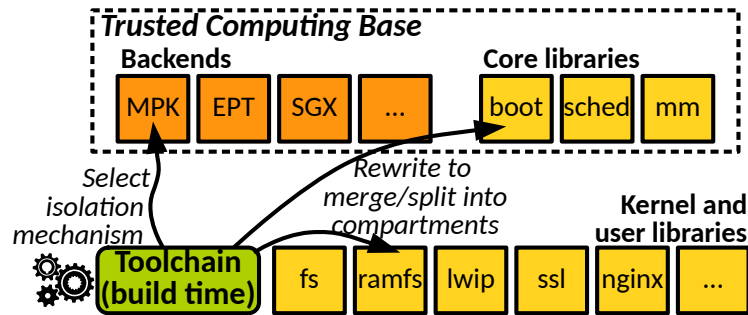 Trusted Computing Base
Backends
Core libraries
MPK
EPT
SGX
...
boot
sched
mm
Select
isolation
mechanism
Rewrite to
merge/split into
compartments
Kernel and
user libraries
Toolchain
(build time)
fs
ramfs
lwip
ssl
nginx
...